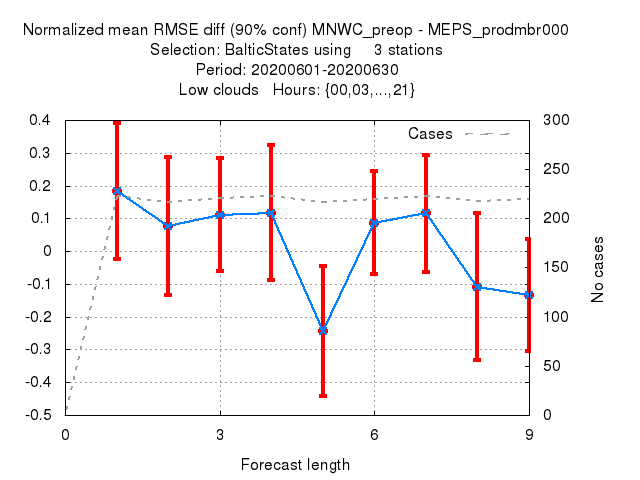 Normalized mean RMSE diff (90% conf) MNWC_preop - MEPS_prodmbr000
Selection: BalticStates using     3 stations
Period: 20200601-20200630
Low clouds   Hours: {00,03,...,21}
Cases
0.4
0.3
0.2
0.1
0
-0.1
-0.2
-0.3
-0.4
-0.5
300
250
200
150
100
50
0
No cases
0 3 6 9
Forecast length